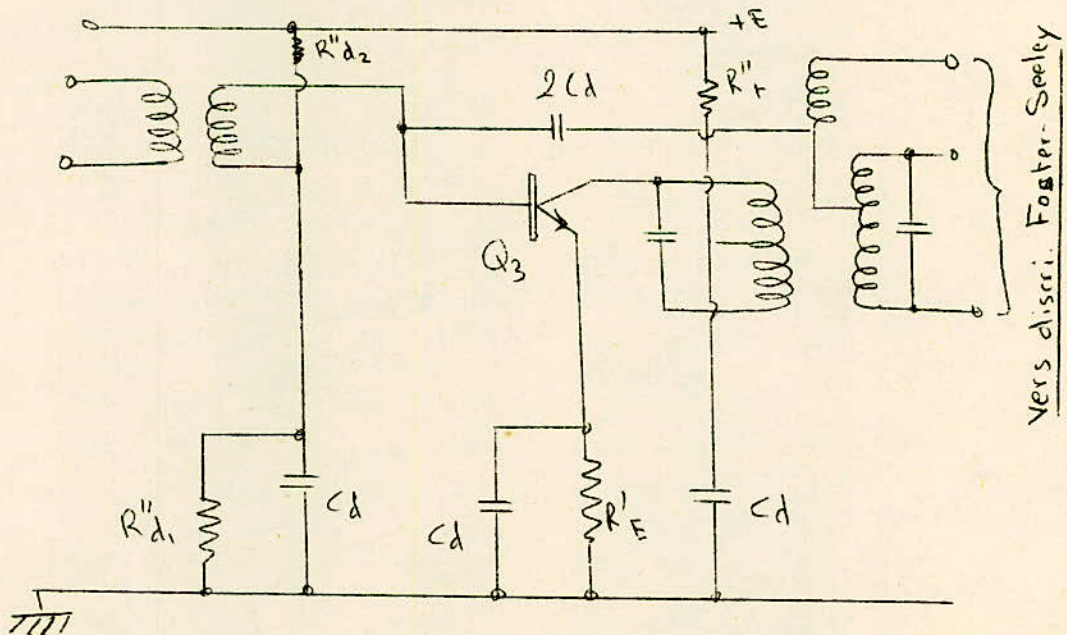 +E
R''d2
R''r
2Cd
Q3
R''d1
Cd
Cd
R'E
Cd
Vers discri. Foster-Seeley